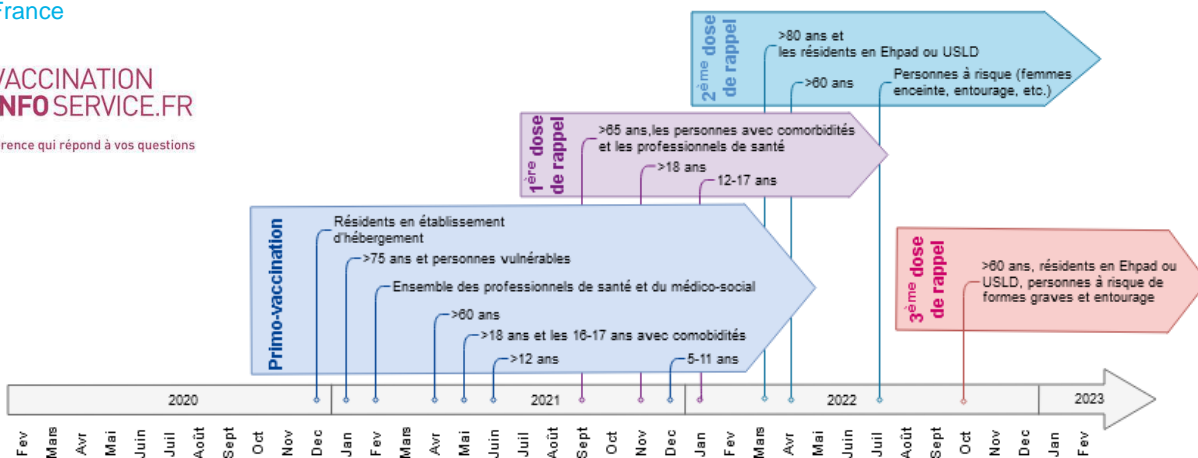 France
VACCINATION
INFO SERVICE.FR
rence qui répond à vos questions
2ème dose
de rappel
>80 ans et
les résidents en Ehpad ou USLD
>60 ans
Personnes à risque (femmes
enceinte, entourage, etc.)
1ère dose
de rappel
>65 ans,les personnes avec comorbidités
et les professionnels de santé
>18 ans
12-17 ans
Primo-vaccination
Résidents en établissement
d'hébergement
>75 ans et personnes vulnérables
Ensemble des professionnels de santé et du médico-social
>60 ans
>18 ans et les 16-17 ans avec comobidités
>12 ans
5-11 ans
3ème dose
de rappel
>60 ans, résidents en Ehpad ou
USLD, personnes à risque de
formes graves et entourage
2020
2021
2022
2023
Fev Mars Avr Mai Juin Juil Août Sept Oct Nov Dec Jan Fev Mars Avr Mai Juin Juil Août Sept Oct Nov Dec Jan Fev Mars Avr Mai Juin Juil Août Sept Oct Nov Dec Jan Fev